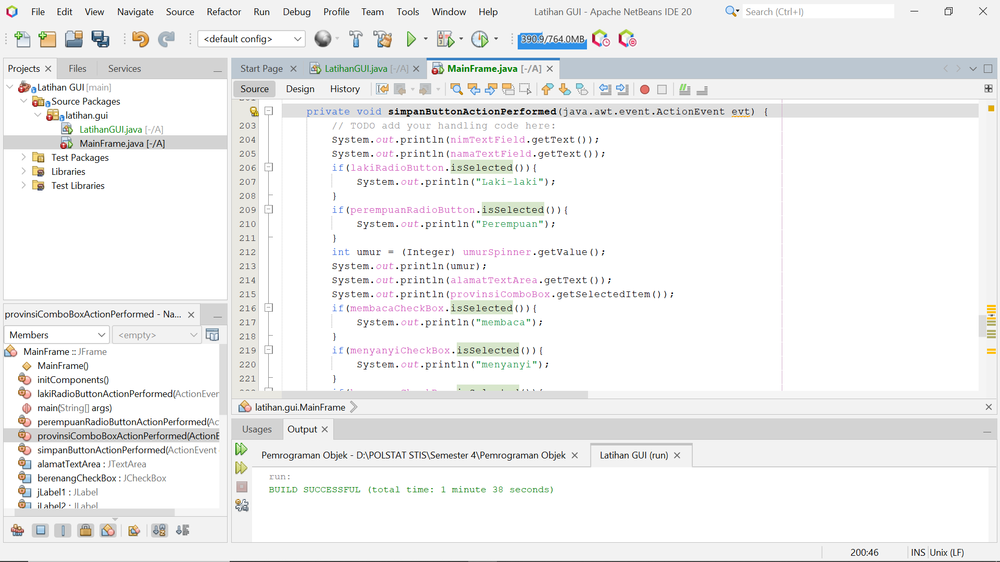 File Edit View Navigate Source Refactor Run Debug Profile Team Tools Window Help
Latihan GUI - Apache NetBeans IDE 20
Search (Ctrl+I)
<default config>
390.9/764.0MB
Projects
Files
Services
Latihan GUI [main]
Source Packages
latihan.gui
LatihanGUI.java [-/A]
MainFrame.java [-/A]
Test Packages
Libraries
Test Libraries
provinsiComboBoxActionPerformed - Na...
Members
<empty>
MainFrame :: JFrame
MainFrame()
initComponents()
lakiRadioButtonActionPerformed(ActionEver
main(String[] args)
perempuanRadioButtonActionPerformed(Ac
provinsiComboBoxActionPerformed(ActionE
simpanButtonActionPerformed(ActionEvent
alamatTextArea : JTextArea
berenangCheckBox : JCheckBox
jLabel1 : JLabel
jLabel2 : JLabel
Start Page
LatihanGUI.java [-/A]
MainFrame.java [-/A]
Source Design History
private void simpanButtonActionPerformed(java.awt.event.ActionEvent evt) {
203 // TODO add your handling code here:
204 System.out.println(nimTextField.getText());
205 System.out.println(namaTextField.getText());
206 if(lakiRadioButton.isSelected()){
207 System.out.println("Laki-laki");
208 }
209 if(perempuanRadioButton.isSelected()){
210 System.out.println("Perempuan");
211 }
212 int umur = (Integer) umurSpinner.getValue();
213 System.out.println(umur);
214 System.out.println(alamatTextArea.getText());
215 System.out.println(provinsiComboBox.getSelectedItem());
216 if(membacaCheckBox.isSelected()){
217 System.out.println("membaca");
218 }
219 if(menyanyiCheckBox.isSelected()){
220 System.out.println("menyanyi");
221 }
latihan.gui.MainFrame
Usages
Output
Pemrograman Objek - D:\POLSTAT STIS\Semester 4\Pemrograman Objek
Latihan GUI (run)
run:
BUILD SUCCESSFUL (total time: 1 minute 38 seconds)
200:46
INS
Unix (LF)